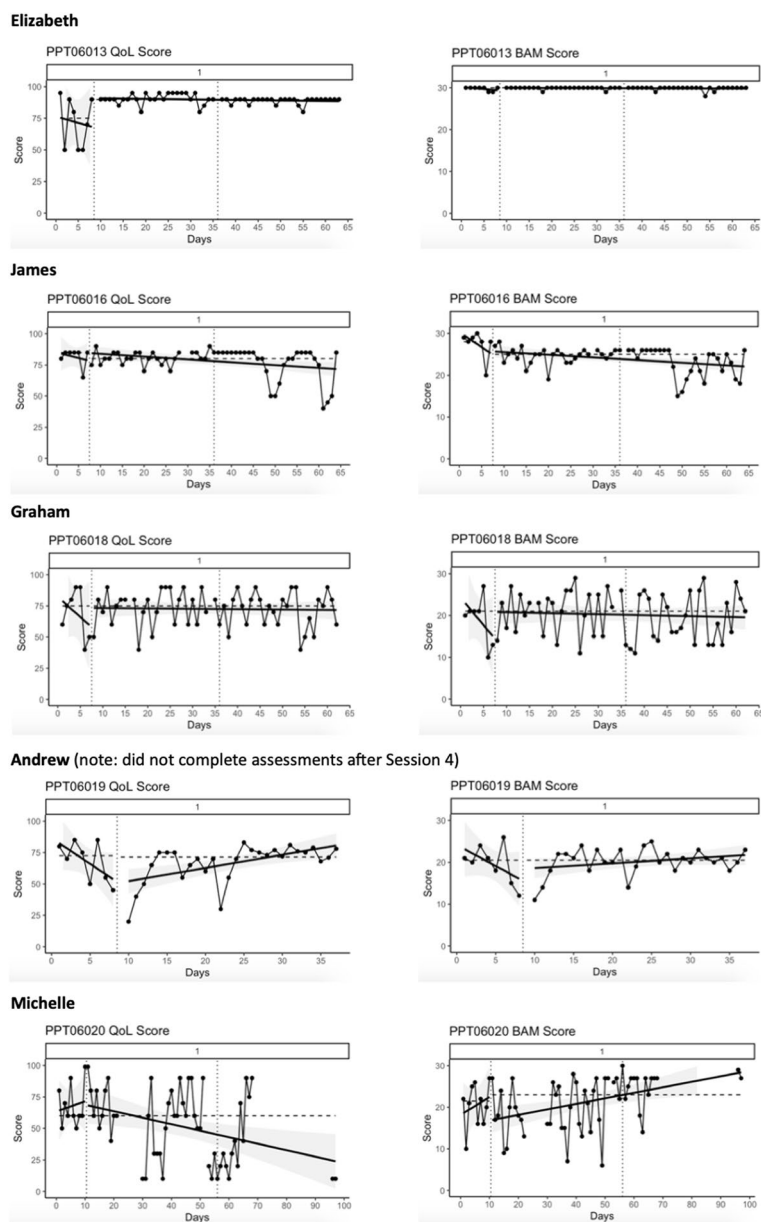 Elizabeth
PPT06013 QoL Score
PPT06013 BAM Score
1
1
100
75
50
25
0
Score
0 5 10 15 20 25 30 35 40 45 50 55 60 65
Days
30
20
10
0
Score
0 5 10 15 20 25 30 35 40 45 50 55 60 65
Days
James
PPT06016 QoL Score
PPT06016 BAM Score
1
1
100
75
50
25
0
Score
0 5 10 15 20 25 30 35 40 45 50 55 60 65
Days
30
20
10
0
Score
0 5 10 15 20 25 30 35 40 45 50 55 60 65
Days
Graham
PPT06018 QoL Score
PPT06018 BAM Score
1
1
100
75
50
25
0
Score
0 5 10 15 20 25 30 35 40 45 50 55 60 65
Days
30
20
10
0
Score
0 5 10 15 20 25 30 35 40 45 50 55 60 65
Days
Andrew (note: did not complete assessments after Session 4)
PPT06019 QoL Score
PPT06019 BAM Score
1
1
100
75
50
25
0
Score
0 5 10 15 20 25 30 35
Days
30
20
10
0
Score
0 5 10 15 20 25 30 35
Days
Michelle
PPT06020 QoL Score
PPT06020 BAM Score
1
1
100
75
50
25
0
Score
0 10 20 30 40 50 60 70 80 90 100
Days
30
20
10
0
Score
0 10 20 30 40 50 60 70 80 90 100
Days